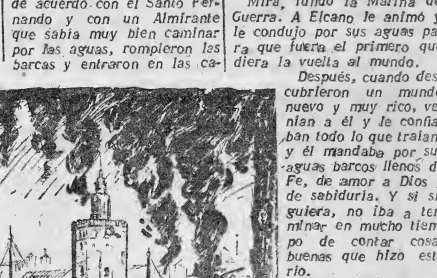 de acuerdo con el Santo Fer-
nando y con un Almirante
que sabía muy bien caminar
por las aguas, rompieron las
barcas y entraron en las ca-
Mira, fundó la Marina de
Guerra. A Elcano le animó y
le condujo por sus aguas pa-
ra que fuera el primero que
diera la vuelta al mundo.
Después, cuando des-
cubrieron un mundo
nuevo y muy rico, ve
nían a él y le confia
ban todo lo que traían
y él mandaba por su
aguas barcos llenos d
Fe, de amor a Dios
de sabiduría. Y si si
guiera, no iba a ter
minar en mucho tiem
po de contar cosa
buenas que hizo est
río.